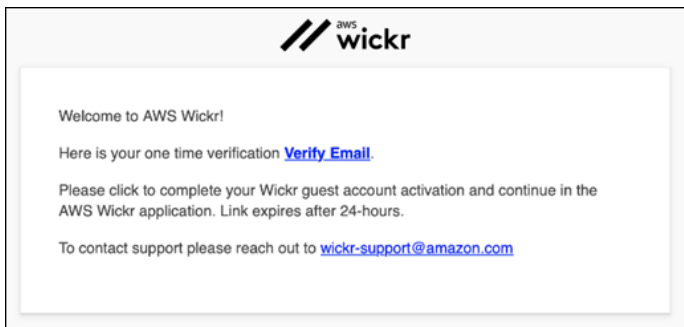 aws
wickr
Welcome to AWS Wickr!
Here is your one time verification Verify Email.
Please click to complete your Wickr guest account activation and continue in the
AWS Wickr application. Link expires after 24-hours.
To contact support please reach out to wickr-support@amazon.com